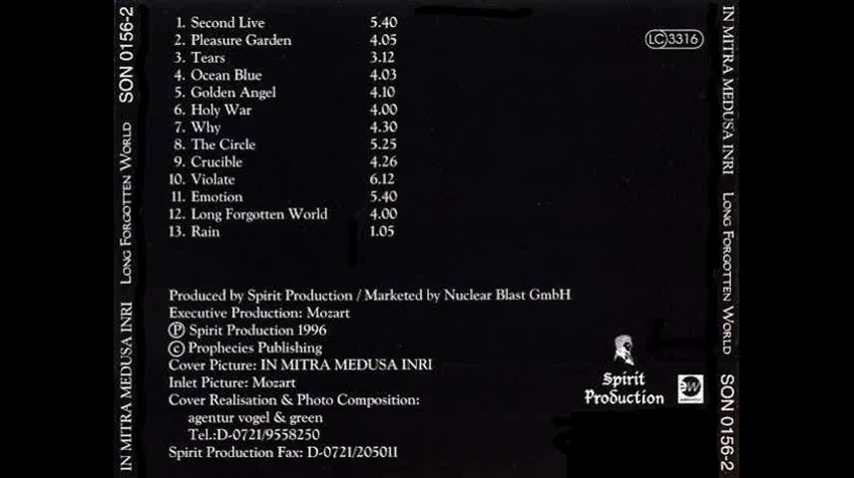 1. Second Live 5.40
2. Pleasure Garden 4.05
3. Tears 3.12
4. Ocean Blue 4.03
5. Golden Angel 4.10
6. Holy War 4.00
7. Why 4.30
8. The Circle 5.25
9. Crucible 4.26
10. Violate 6.12
11. Emotion 5.40
12. Long Forgotten World 4.00
13. Rain 1.05
LC 3316
Produced by Spirit Production / Marketed by Nuclear Blast GmbH
Executive Production: Mozart
Ⓟ Spirit Production 1996
© Prophecies Publishing
Cover Picture: IN MITRA MEDUSA INRI
Inlet Picture: Mozart
Cover Realisation & Photo Composition:
agentur vogel & green
Tel.:D-0721/9558250
Spirit Production Fax: D-0721/205011
Spirit
Production
IN MITRA MEDUSA INRI Long Forgotten World SON 0156-2
IN MITRA MEDUSA INRI Long Forgotten World SON 0156-2